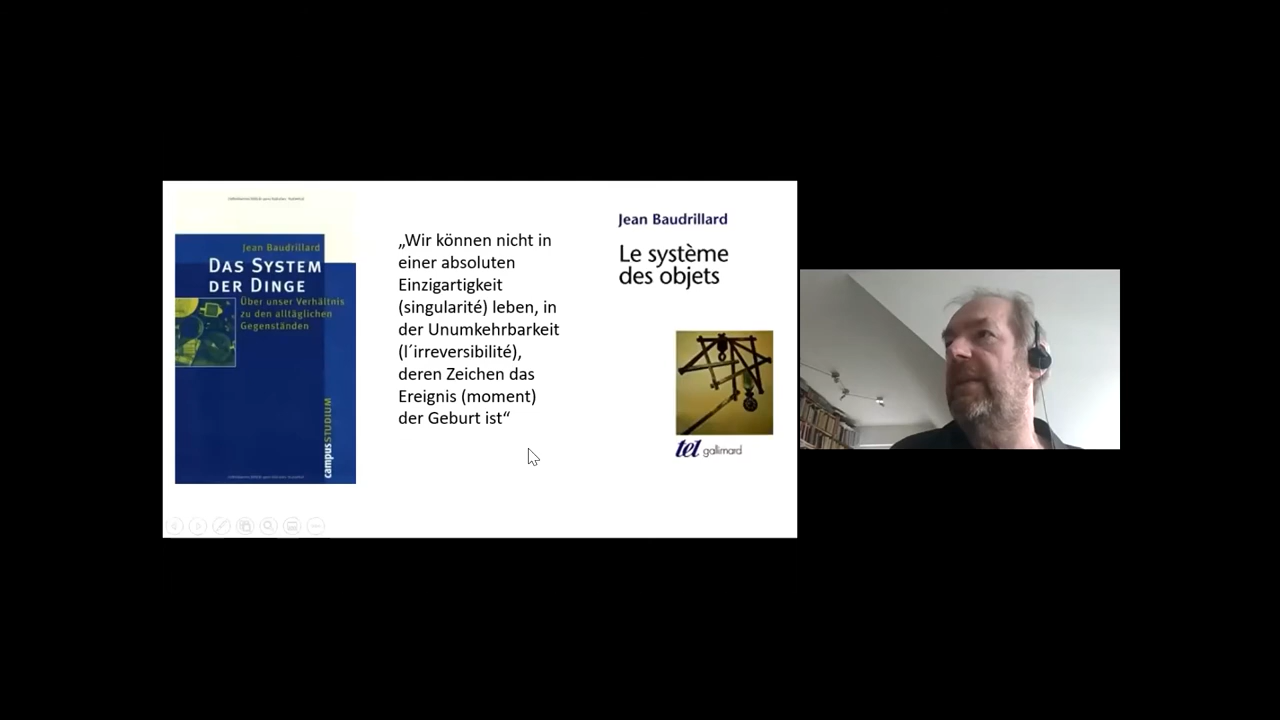 Jean Baudrillard
DAS SYSTEM
DER DINGE
Über unser Verhältnis
zu den alltäglichen
Gegenständen
campus STUDIUM
„Wir können nicht in
einer absoluten
Einzigartigkeit
(singularité) leben, in
der Unumkehrbarkeit
(l´irreversibilité),
deren Zeichen das
Ereignis (moment)
der Geburt ist“
Jean Baudrillard
Le système
des objets
tel gallimard